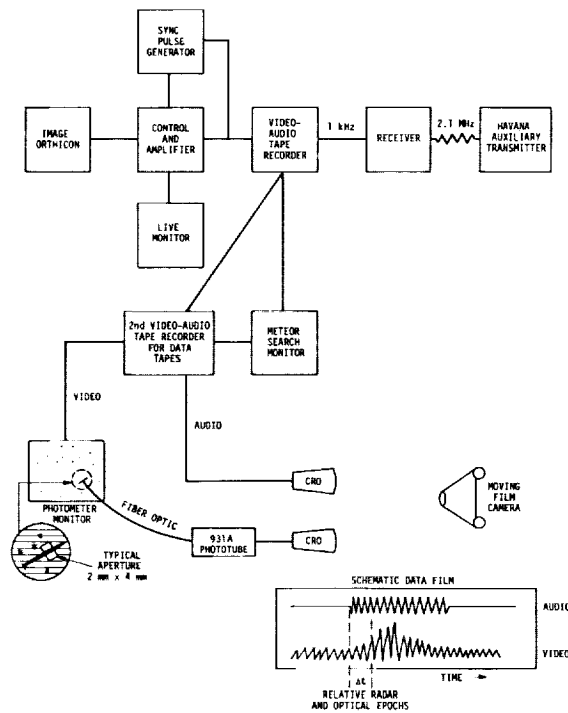 SYNC
PULSE
GENERATOR
IMAGE
ORTHICON
CONTROL
AND
AMPLIFIER
VIDEO-
AUDIO
TAPE
RECORDER
1 kHz
RECEIVER
2.1 MHz
HAVANA
AUXILIARY
TRANSMITTER
LIVE
MONITOR
2nd VIDEO-AUDIO
TAPE RECORDER
FOR DATA
TAPES
METEOR
SEARCH
MONITOR
VIDEO
AUDIO
PHOTOMETER
MONITOR
FIBER OPTIC
CRO
931A
PHOTOTUBE
CRO
MOVING
FILM
CAMERA
TYPICAL
APERTURE
2 mm x 4 mm
SCHEMATIC DATA FILM
AUDIO
VIDEO
TIME
Δt
RELATIVE RADAR
AND OPTICAL EPOCHS